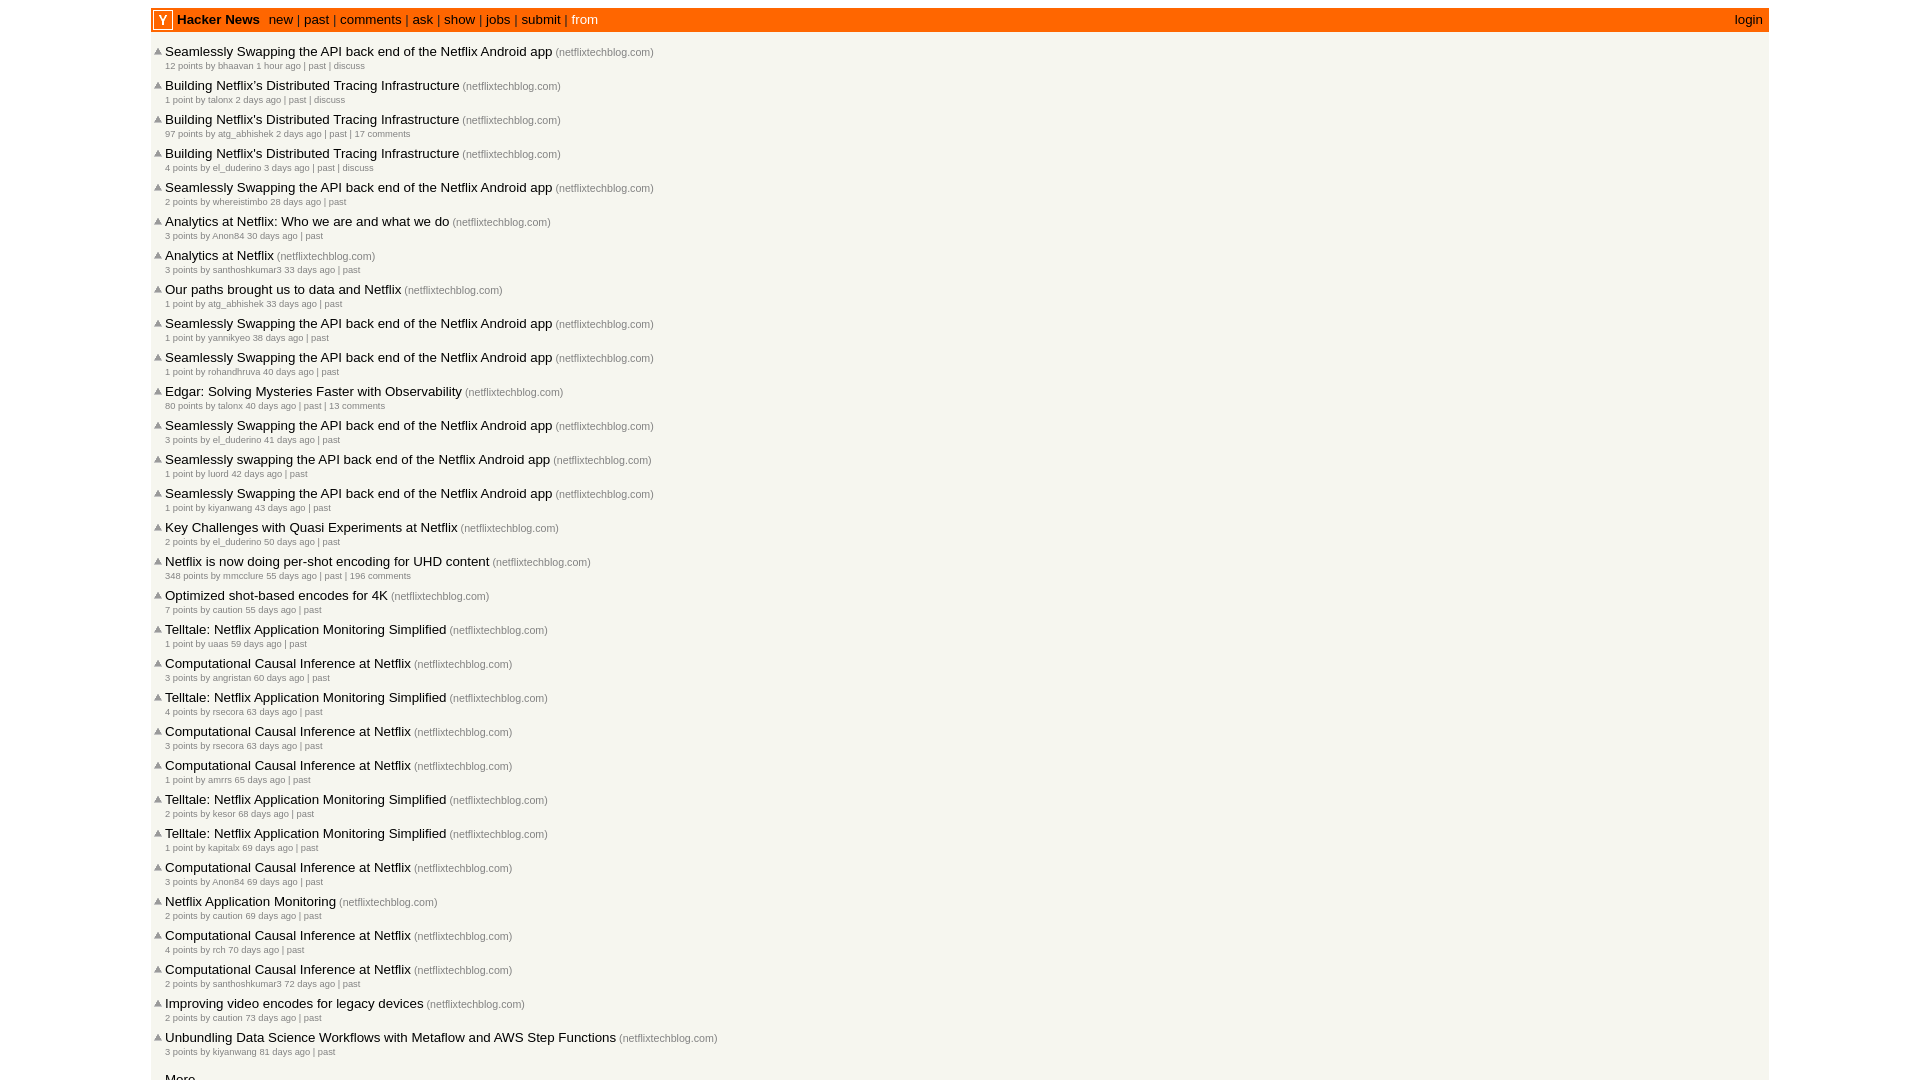 Y Hacker News new | past | comments | ask | show | jobs | submit | from login
Seamlessly Swapping the API back end of the Netflix Android app (netflixtechblog.com)
12 points by bhaavan 1 hour ago | past | discuss
Building Netflix’s Distributed Tracing Infrastructure (netflixtechblog.com)
1 point by talonx 2 days ago | past | discuss
Building Netflix's Distributed Tracing Infrastructure (netflixtechblog.com)
97 points by atg_abhishek 2 days ago | past | 17 comments
Building Netflix's Distributed Tracing Infrastructure (netflixtechblog.com)
4 points by el_duderino 3 days ago | past | discuss
Seamlessly Swapping the API back end of the Netflix Android app (netflixtechblog.com)
2 points by whereistimbo 28 days ago | past
Analytics at Netflix: Who we are and what we do (netflixtechblog.com)
3 points by Anon84 30 days ago | past
Analytics at Netflix (netflixtechblog.com)
3 points by santhoshkumar3 33 days ago | past
Our paths brought us to data and Netflix (netflixtechblog.com)
1 point by atg_abhishek 33 days ago | past
Seamlessly Swapping the API back end of the Netflix Android app (netflixtechblog.com)
1 point by yannikyeo 38 days ago | past
Seamlessly Swapping the API back end of the Netflix Android app (netflixtechblog.com)
1 point by rohandhruva 40 days ago | past
Edgar: Solving Mysteries Faster with Observability (netflixtechblog.com)
80 points by talonx 40 days ago | past | 13 comments
Seamlessly Swapping the API back end of the Netflix Android app (netflixtechblog.com)
3 points by el_duderino 41 days ago | past
Seamlessly swapping the API back end of the Netflix Android app (netflixtechblog.com)
1 point by luord 42 days ago | past
Seamlessly Swapping the API back end of the Netflix Android app (netflixtechblog.com)
1 point by kiyanwang 43 days ago | past
Key Challenges with Quasi Experiments at Netflix (netflixtechblog.com)
2 points by el_duderino 50 days ago | past
Netflix is now doing per-shot encoding for UHD content (netflixtechblog.com)
348 points by mmcclure 55 days ago | past | 196 comments
Optimized shot-based encodes for 4K (netflixtechblog.com)
7 points by caution 55 days ago | past
Telltale: Netflix Application Monitoring Simplified (netflixtechblog.com)
1 point by uaas 59 days ago | past
Computational Causal Inference at Netflix (netflixtechblog.com)
3 points by angristan 60 days ago | past
Telltale: Netflix Application Monitoring Simplified (netflixtechblog.com)
4 points by rsecora 63 days ago | past
Computational Causal Inference at Netflix (netflixtechblog.com)
3 points by rsecora 63 days ago | past
Computational Causal Inference at Netflix (netflixtechblog.com)
1 point by amrrs 65 days ago | past
Telltale: Netflix Application Monitoring Simplified (netflixtechblog.com)
2 points by kesor 68 days ago | past
Telltale: Netflix Application Monitoring Simplified (netflixtechblog.com)
1 point by kapitalx 69 days ago | past
Computational Causal Inference at Netflix (netflixtechblog.com)
3 points by Anon84 69 days ago | past
Netflix Application Monitoring (netflixtechblog.com)
2 points by caution 69 days ago | past
Computational Causal Inference at Netflix (netflixtechblog.com)
4 points by rch 70 days ago | past
Computational Causal Inference at Netflix (netflixtechblog.com)
2 points by santhoshkumar3 72 days ago | past
Improving video encodes for legacy devices (netflixtechblog.com)
2 points by caution 73 days ago | past
Unbundling Data Science Workflows with Metaflow and AWS Step Functions (netflixtechblog.com)
3 points by kiyanwang 81 days ago | past
More